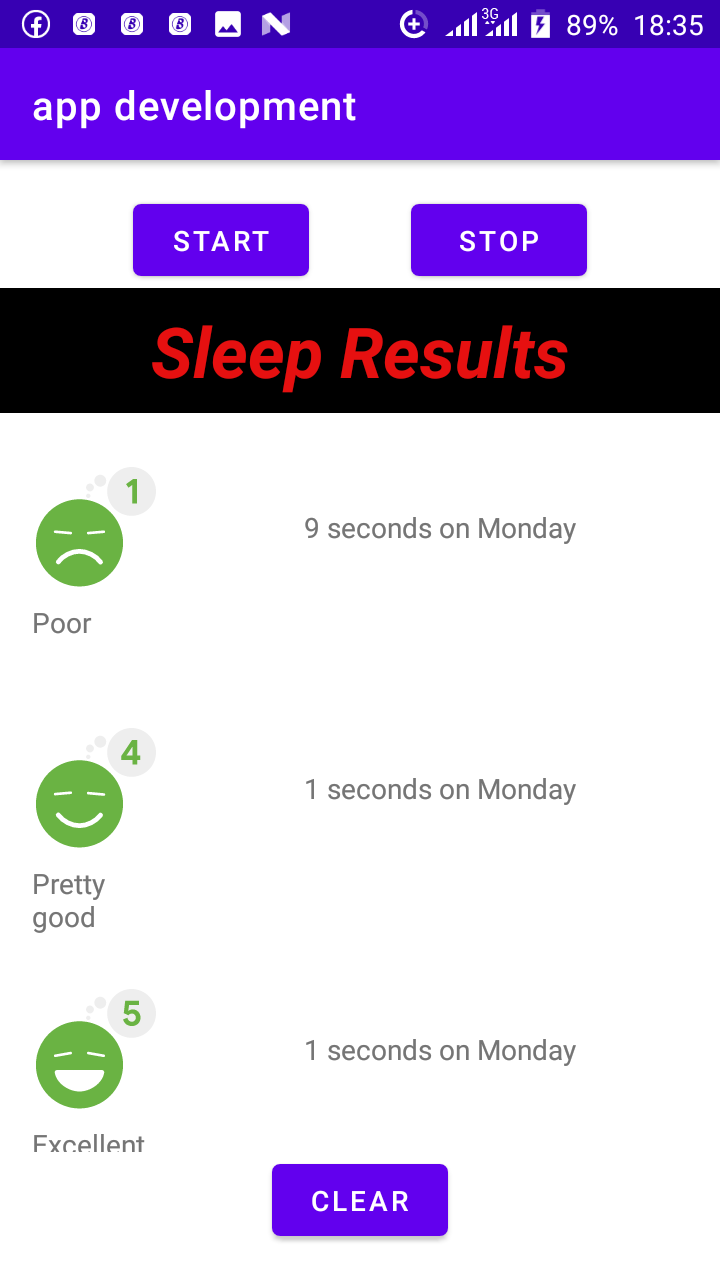 3G
89% 18:35
app development
START STOP
Sleep Results
1
9 seconds on Monday
Poor
4
1 seconds on Monday
Pretty
good
5
1 seconds on Monday
Excellent
CLEAR